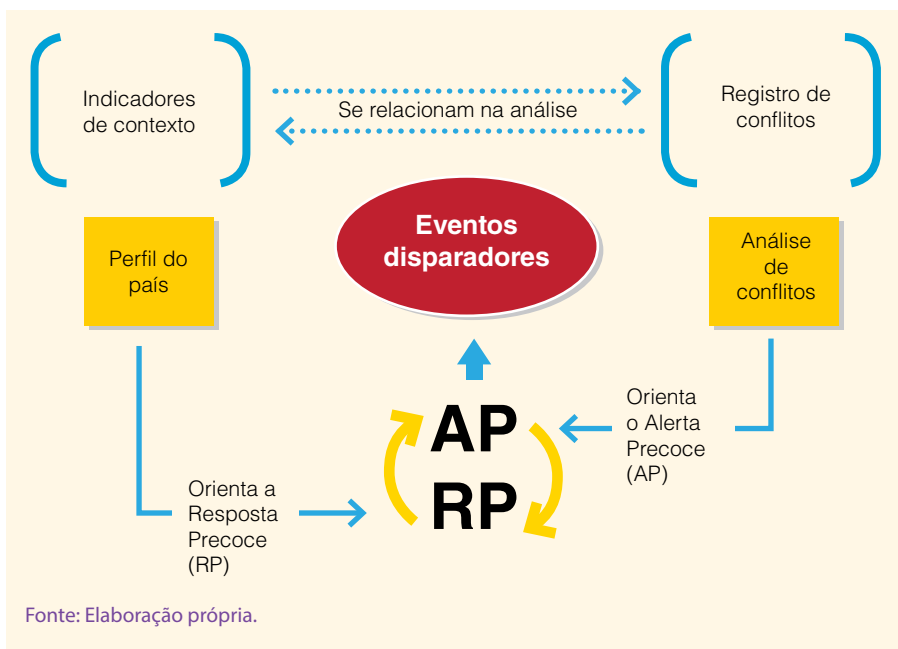 Indicadores
de contexto
Se relacionam na análise
Registro de
conflitos
Perfil do
país
Eventos
disparadores
Análise
de
conflitos
AP
RP
Orienta
o Alerta
Precoce
(AP)
Orienta a
Resposta
Precoce
(RP)
Fonte: Elaboração própria.